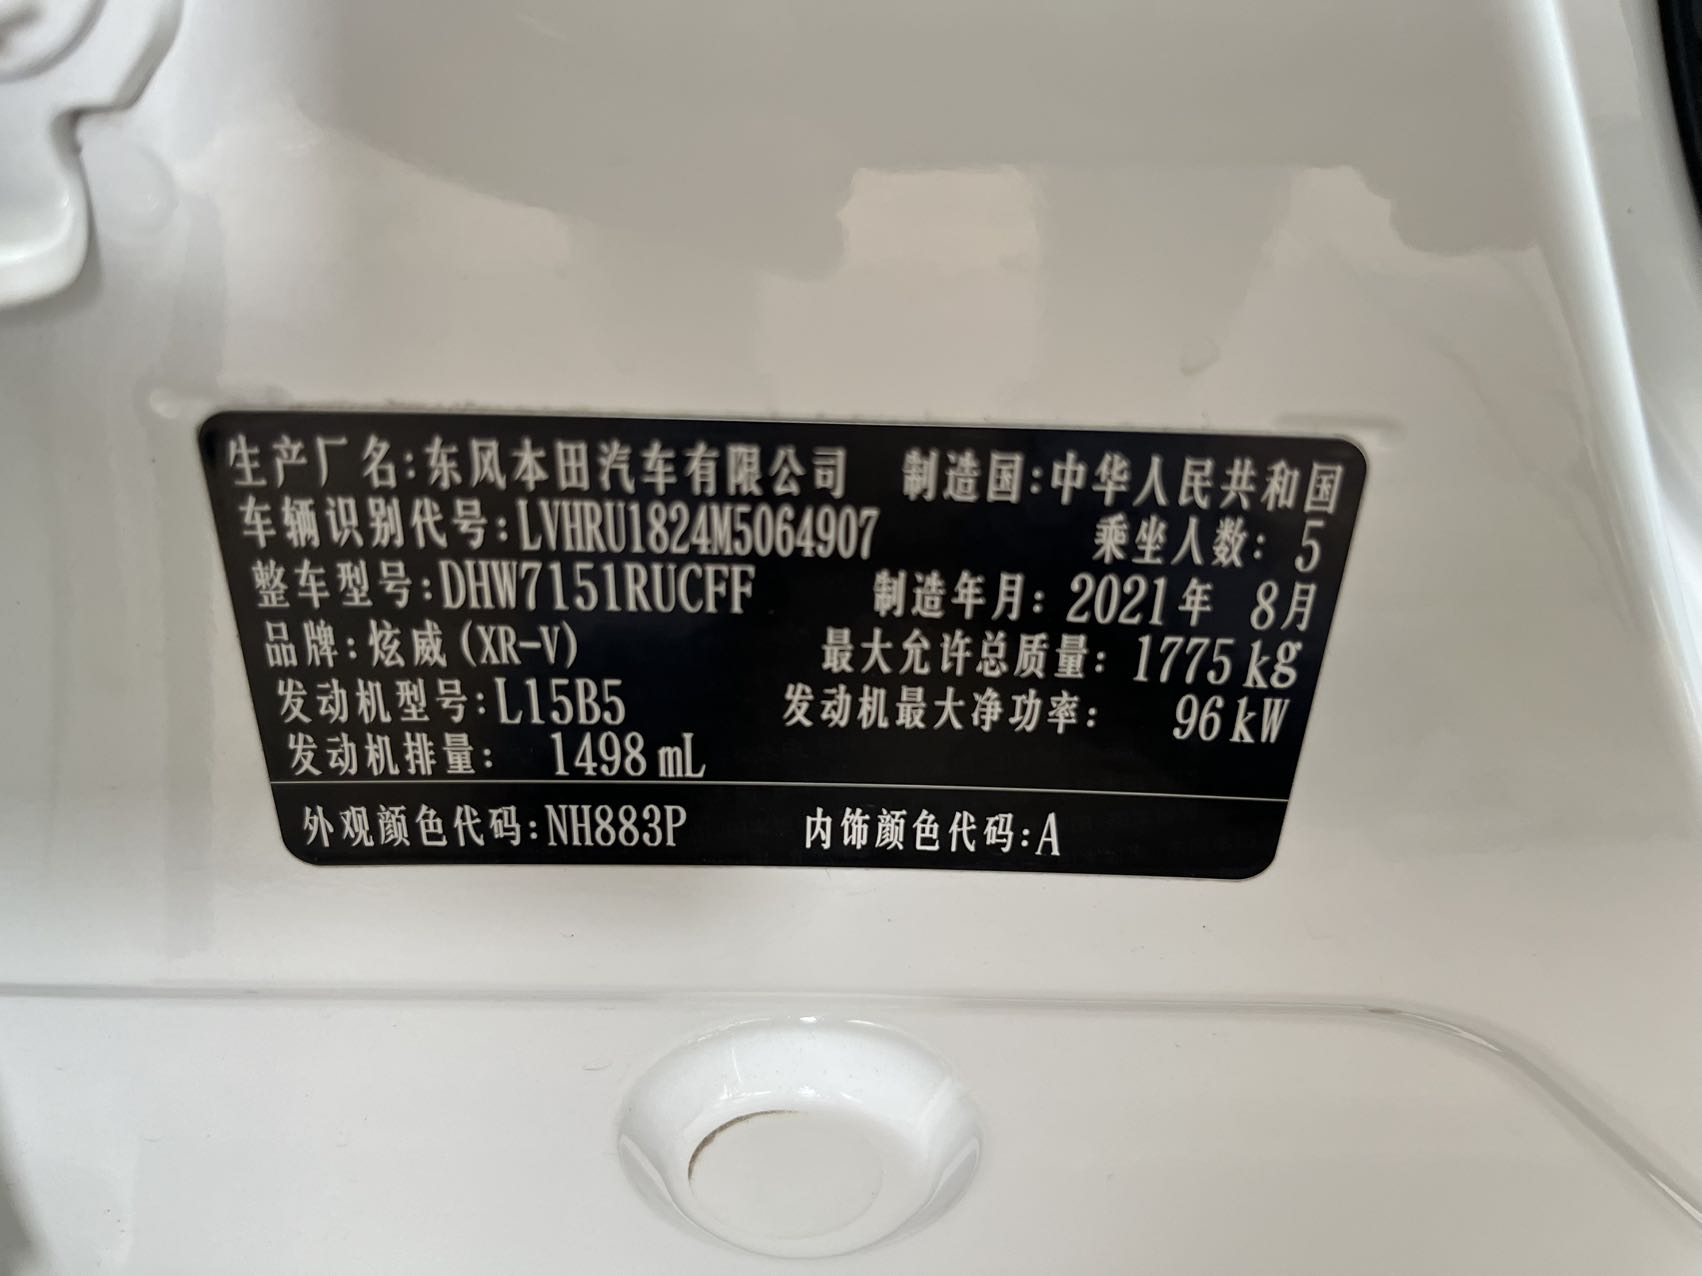 生产厂名:东风本田汽车有限公司 制造国:中华人民共和国
车辆识别代号:LVHRU1824M5064907 乘坐人数: 5
整车型号:DHW7151RUCFF 制造年月: 2021年 8月
品牌:炫威(XR-V) 最大允许总质量: 1775kg
发动机型号:L15B5 发动机最大净功率: 96kW
发动机排量: 1498mL
外观颜色代码:NH883P 内饰颜色代码:A